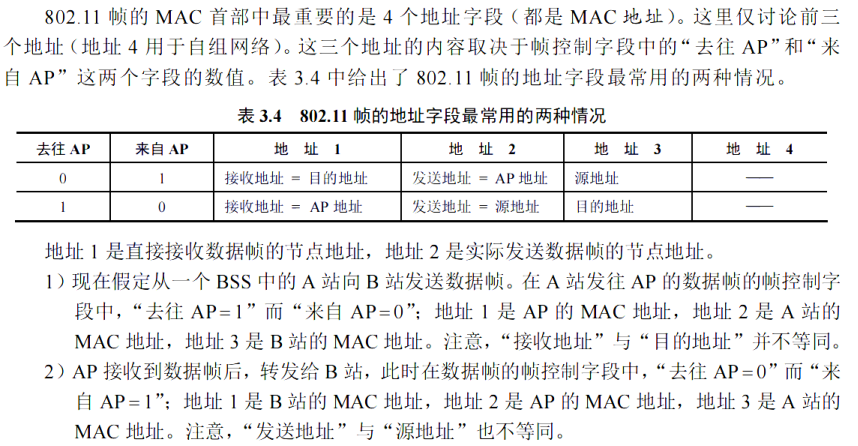 802.11 帧的 MAC 首部中最重要的是 4 个地址字段（都是 MAC 地址）。这里仅讨论前三
个地址（地址 4 用于自组网络）。这三个地址的内容取决于帧控制字段中的“去往 AP”和“来
自 AP”这两个字段的数值。表 3.4 中给出了 802.11 帧的地址字段最常用的两种情况。
表 3.4 802.11 帧的地址字段最常用的两种情况
去往 AP 来自 AP 地 址 1 地 址 2 地 址 3 地 址 4
0 1 接收地址 = 目的地址 发送地址 = AP 地址 源地址 ——
1 0 接收地址 = AP 地址 发送地址 = 源地址 目的地址 ——
地址 1 是直接接收数据帧的节点地址，地址 2 是实际发送数据帧的节点地址。
1）现在假定从一个 BSS 中的 A 站向 B 站发送数据帧。在 A 站发往 AP 的数据帧的帧控制字
段中，“去往 AP=1”而“来自 AP=0”；地址 1 是 AP 的 MAC 地址，地址 2 是 A 站的
MAC 地址，地址 3 是 B 站的 MAC 地址。注意，“接收地址”与“目的地址”并不等同。
2）AP 接收到数据帧后，转发给 B 站，此时在数据帧的帧控制字段中，“去往 AP=0”而“来
自 AP=1”；地址 1 是 B 站的 MAC 地址，地址 2 是 AP 的 MAC 地址，地址 3 是 A 站的
MAC 地址。注意，“发送地址”与“源地址”也不等同。